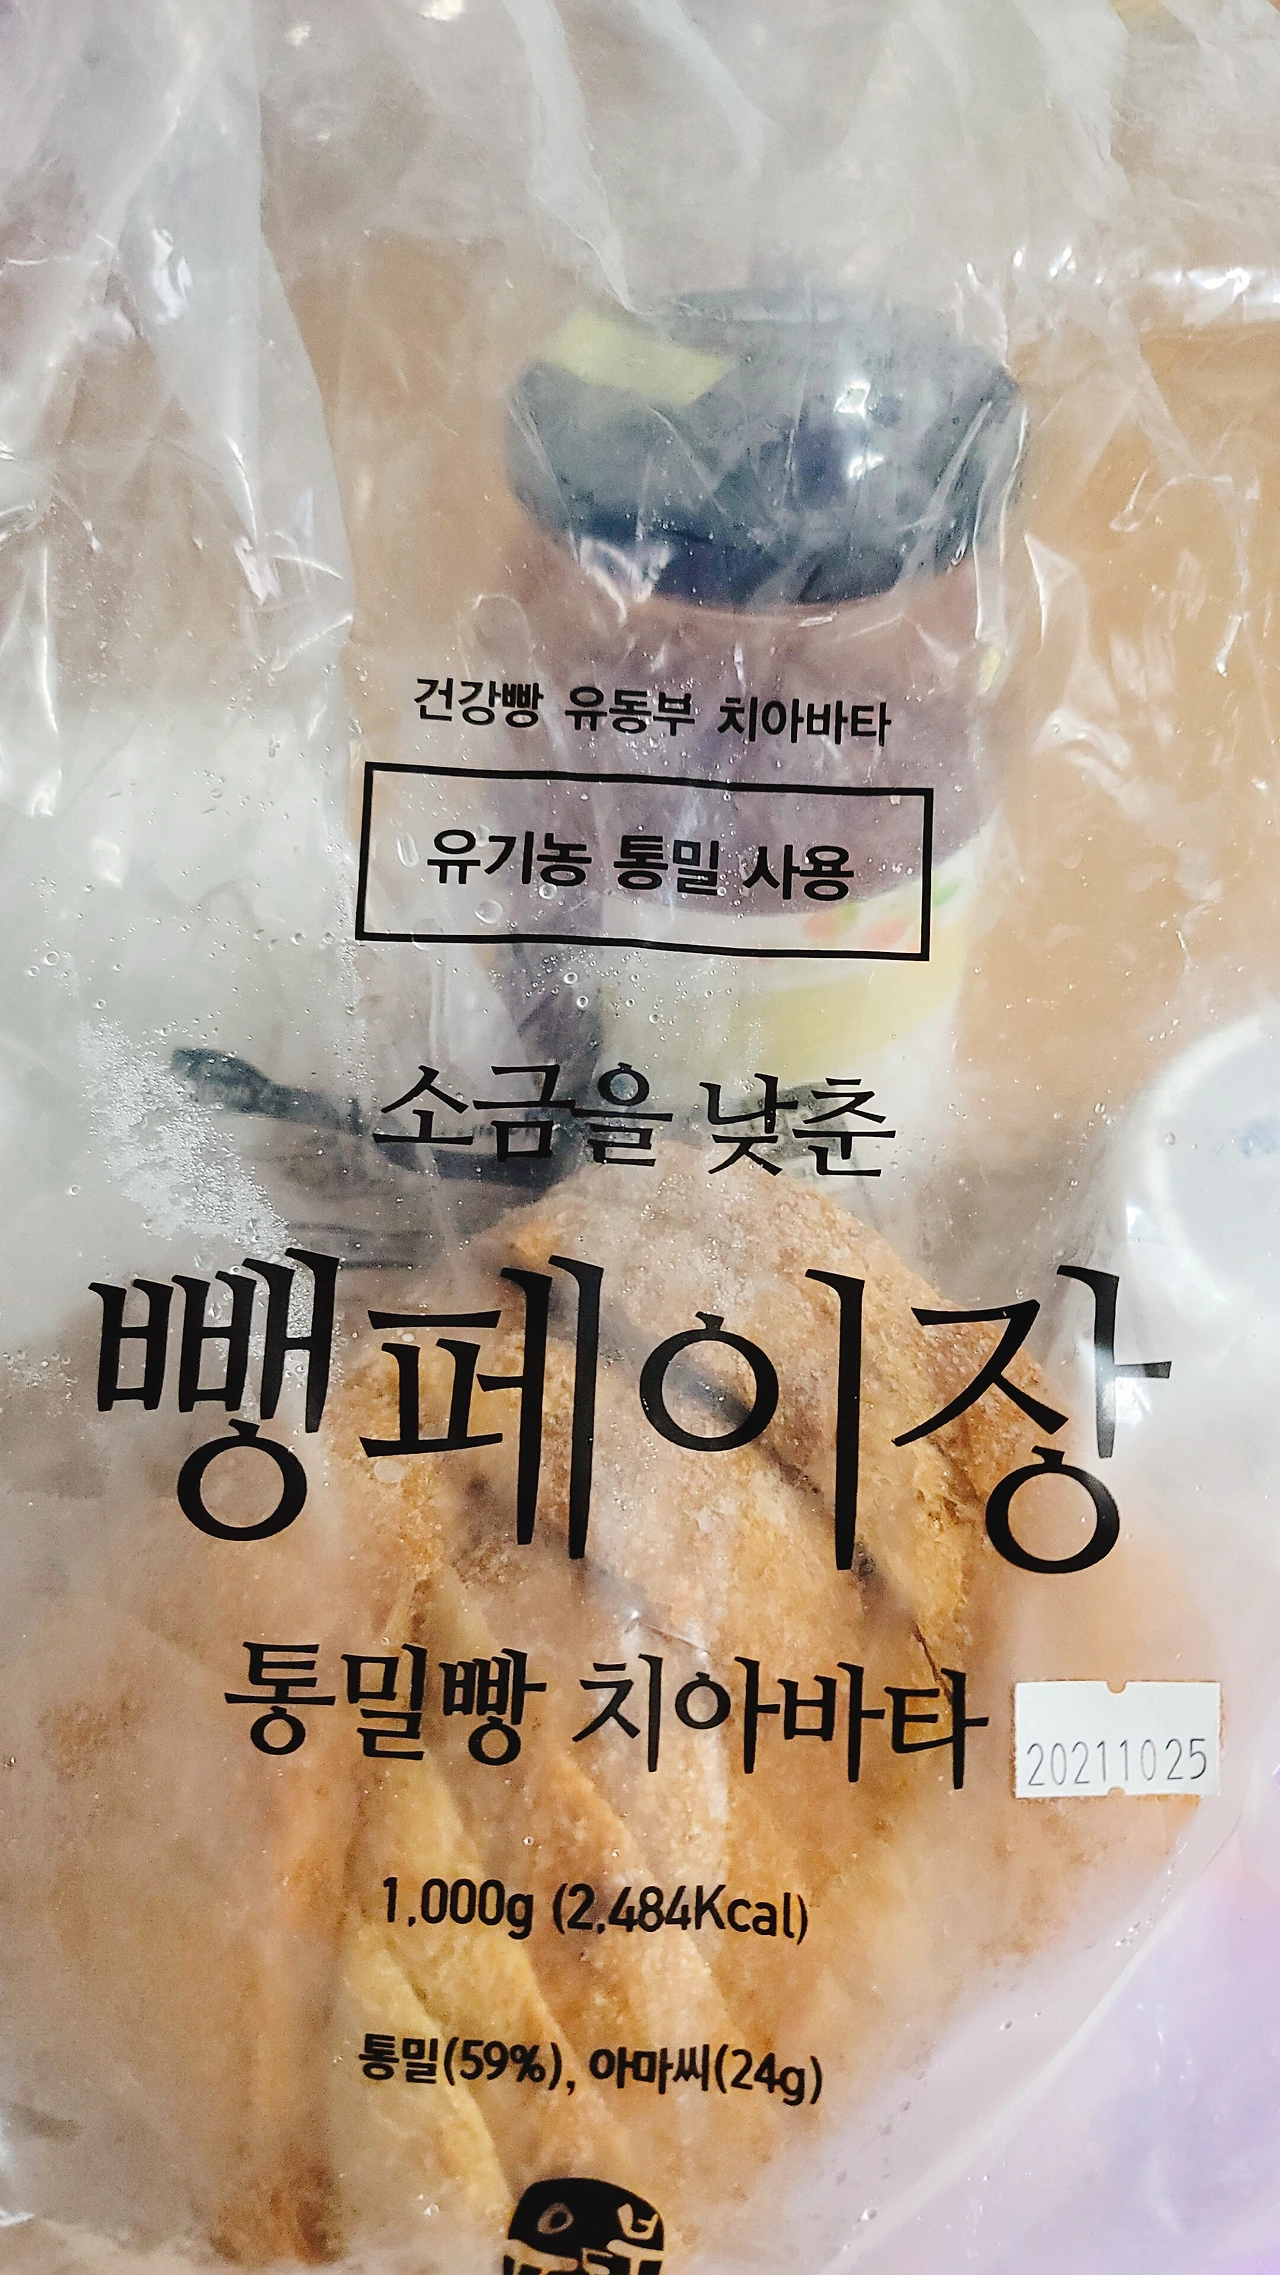 건강빵 유동부 치아바타
유기농 통밀 사용
소금을 낮춘
뺑페이장
통밀빵 치아바타
20211025
1,000g (2,484Kcal)
통밀(59%), 아마씨(24g)